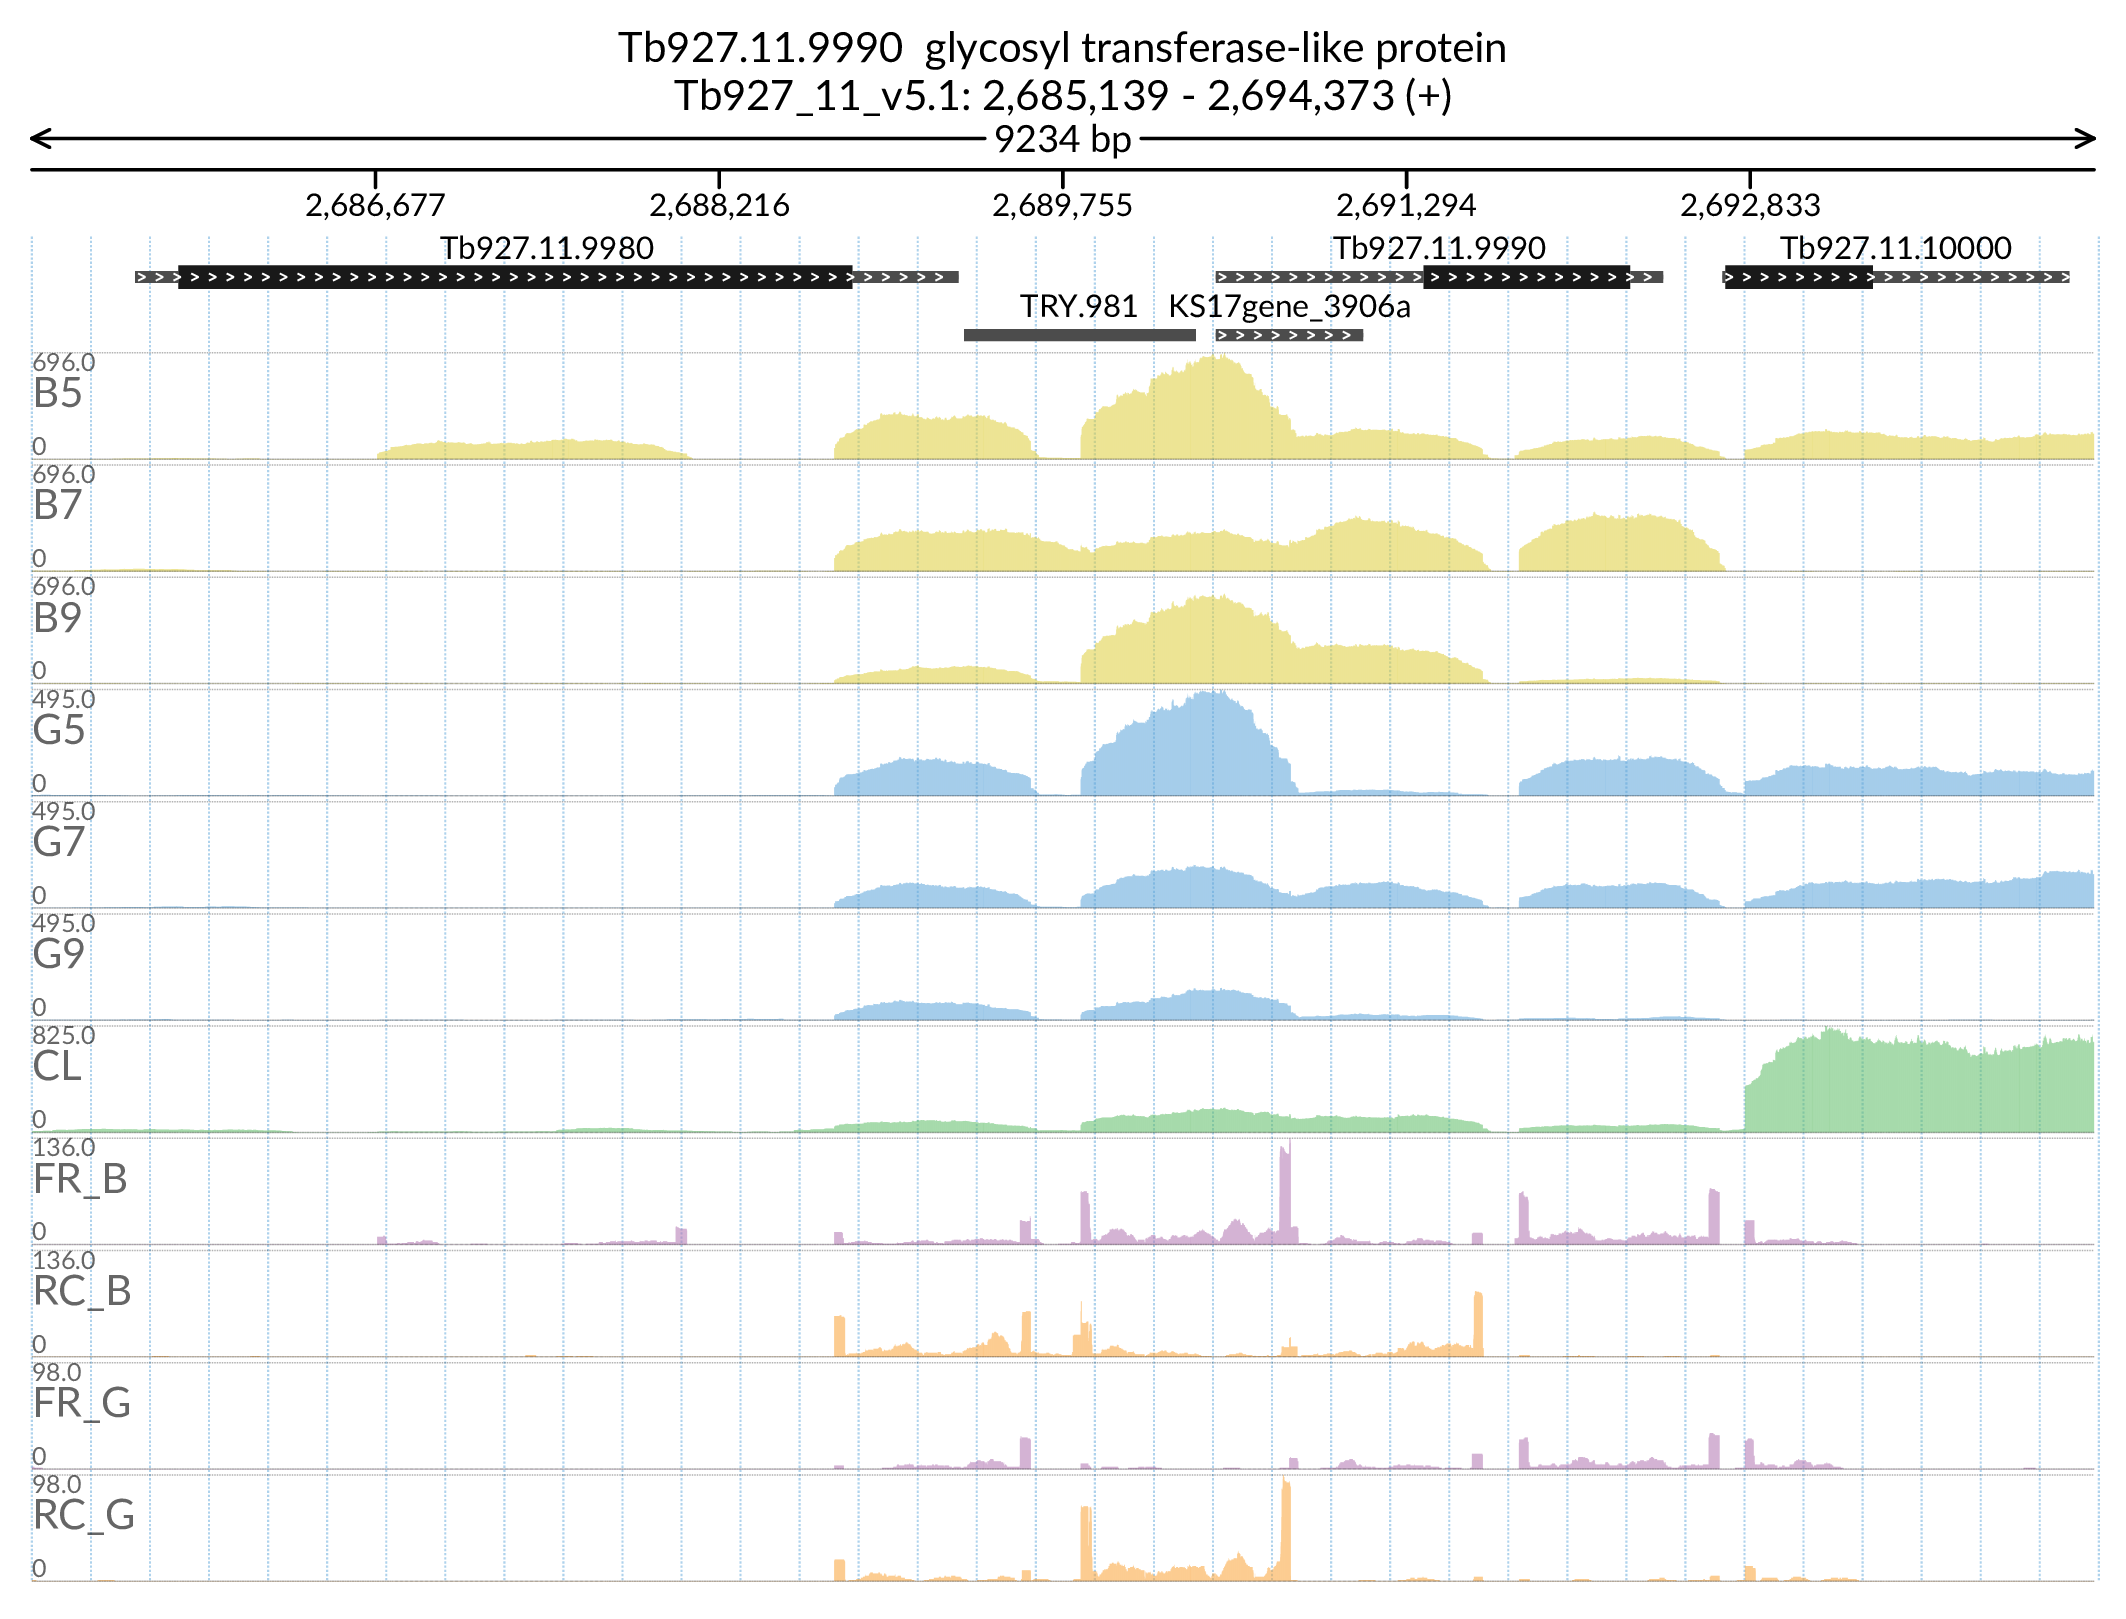 Tb927.11.9990  glycosyl transferase-like protein
Tb927_11_v5.1: 2,685,139 - 2,694,373 (+)
9234 bp
2,686,677 2,688,216 2,689,755 2,691,294 2,692,833
Tb927.11.9980 Tb927.11.9990 Tb927.11.10000
TRY.981 KS17gene_3906a
696.0
B5
0
696.0
B7
0
696.0
B9
0
495.0
G5
0
495.0
G7
0
495.0
G9
0
825.0
CL
0
136.0
FR_B
0
136.0
RC_B
0
98.0
FR_G
0
98.0
RC_G
0